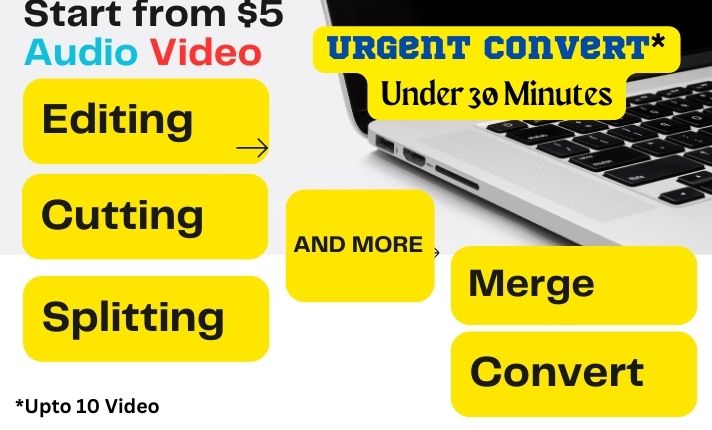 Start from $5
Audio Video
URGENT CONVERT*
Under 30 Minutes
Editing
Cutting
Splitting
AND MORE
Merge
Convert
*Upto 10 Video